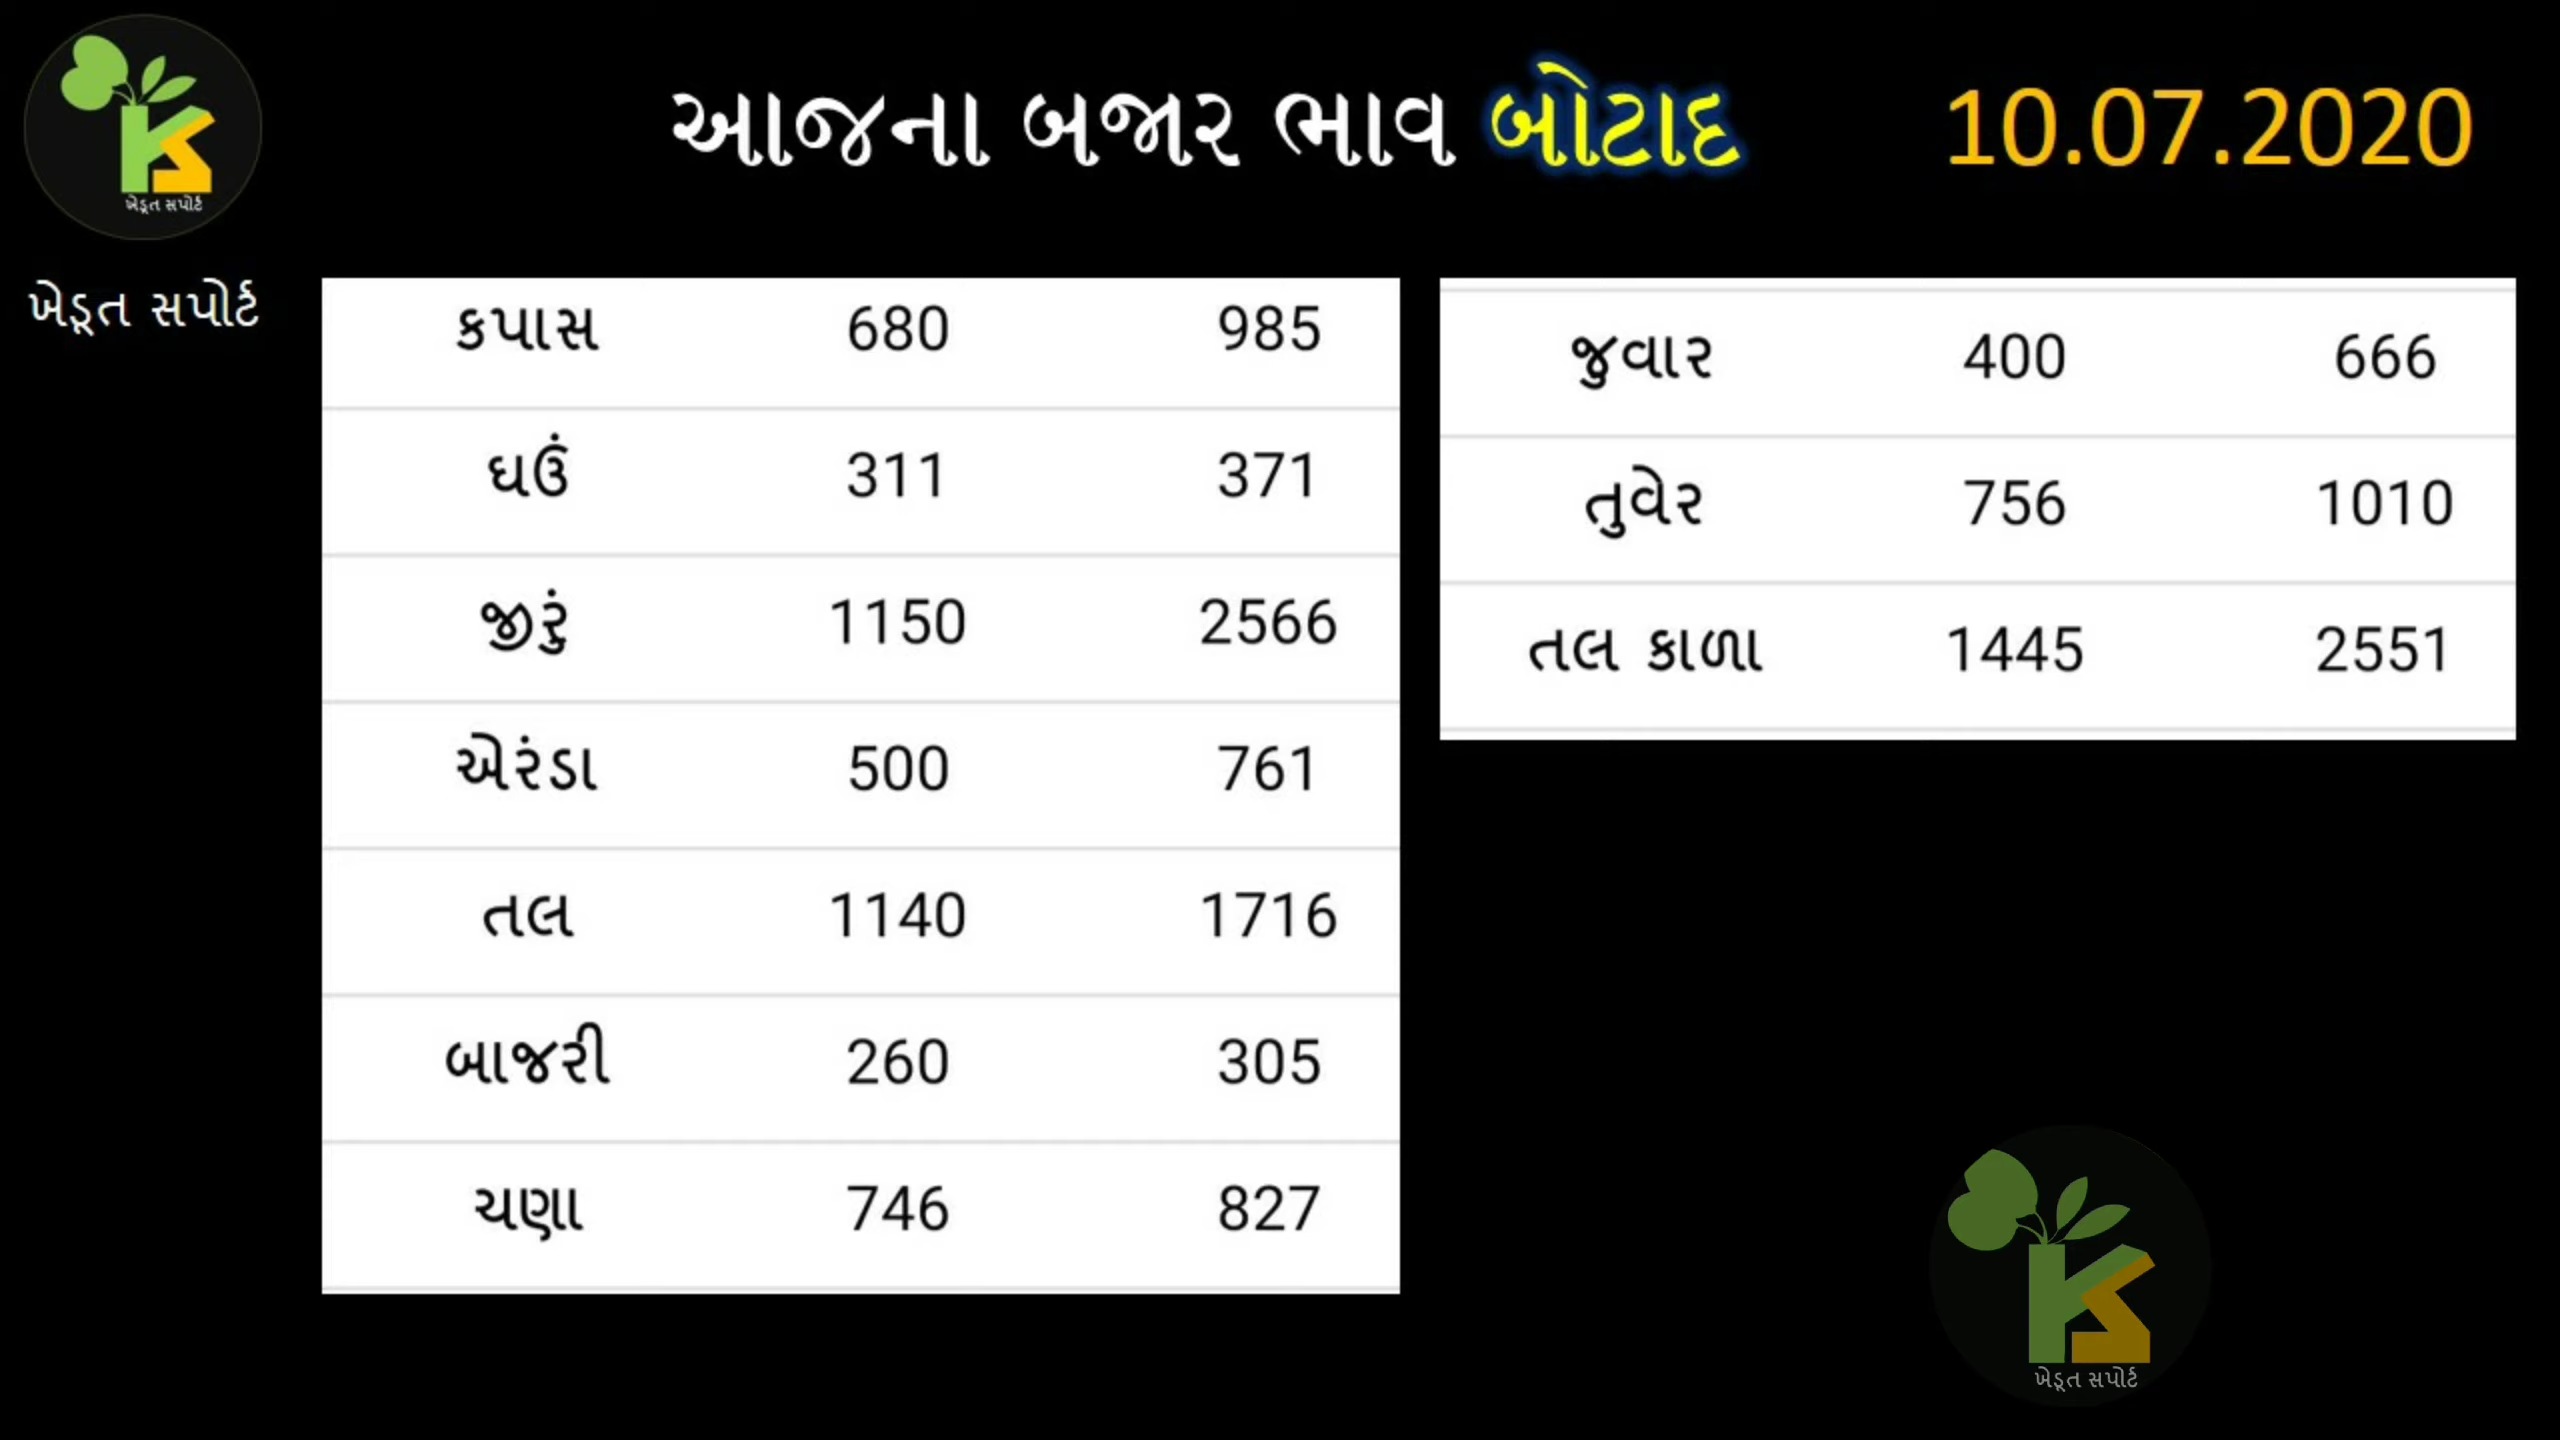 ખેડૂત સપોર્ટ
આજના બજાર ભાવ બોટાદ 10.07.2020
ખેડૂત સપોર્ટ
કપાસ 680 985
ઘઉં 311 371
જીરું 1150 2566
એરંડા 500 761
તલ 1140 1716
બાજરી 260 305
ચણા 746 827
જુવાર 400 666
તુવેર 756 1010
તલ કાળા 1445 2551
ખેડૂત સપોર્ટ